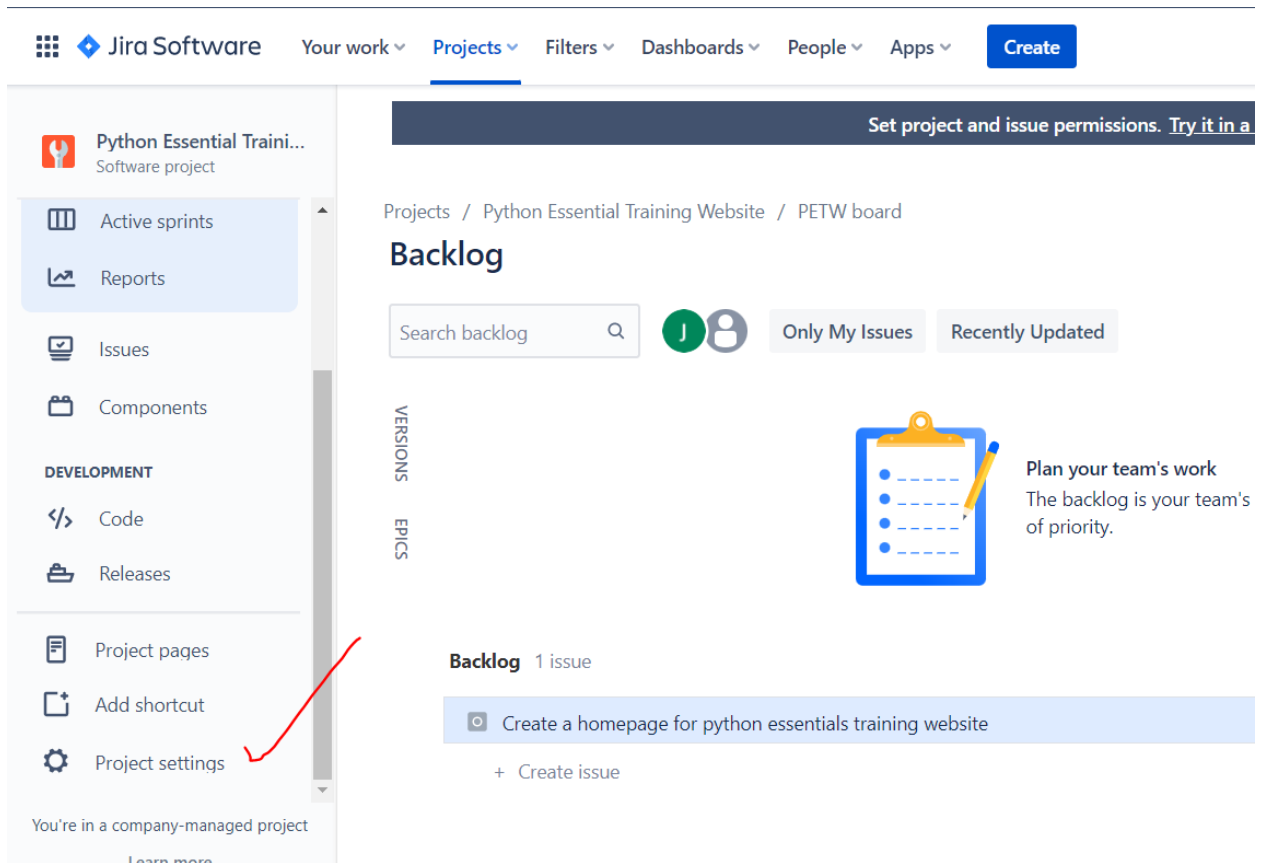 Jira Software Your work Projects Filters Dashboards People Apps Create
Python Essential Traini...
Software project
Active sprints
Reports
Issues
Components
DEVELOPMENT
Code
Releases
Project pages
Add shortcut
Project settings
You're in a company-managed project
Learn more
Set project and issue permissions. Try it in a
Projects / Python Essential Training Website / PETW board
Backlog
Search backlog J Only My Issues Recently Updated
VERSIONS
EPICS
Plan your team's work
The backlog is your team's
of priority.
Backlog 1 issue
Create a homepage for python essentials training website
+ Create issue